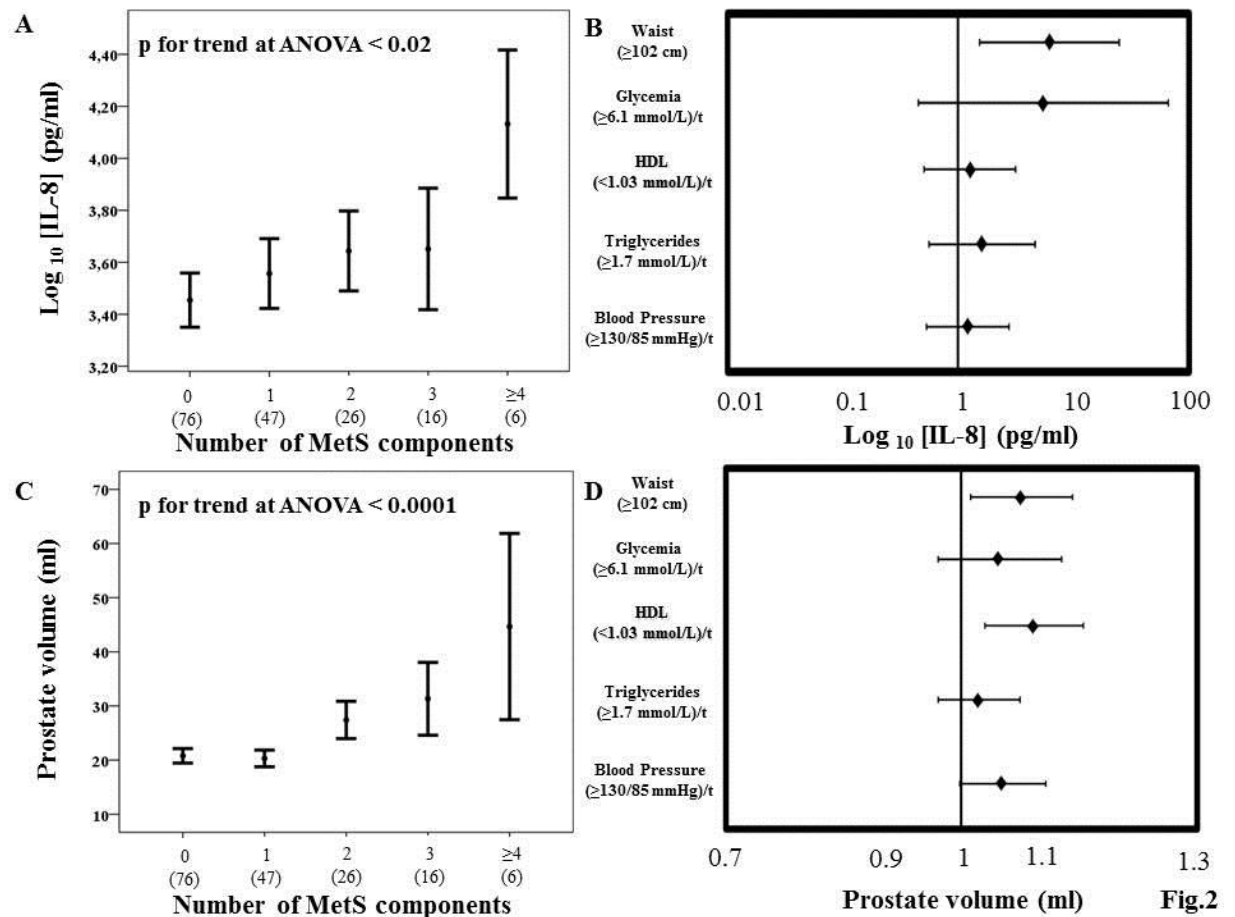 A
p for trend at ANOVA < 0.02
Log 10 [IL-8] (pg/ml)
4,40
4,20
4,00
3,80
3,60
3,40
3,20
0 1 2 3 ≥4
(76) (47) (26) (16) (6)
Number of MetS components
B
Waist
(≥102 cm)
Glycemia
(≥6.1 mmol/L)/t
HDL
(<1.03 mmol/L)/t
Triglycerides
(≥1.7 mmol/L)/t
Blood Pressure
(≥130/85 mmHg)/t
0.01 0.1 1 10 100
Log 10 [IL-8] (pg/ml)
C
p for trend at ANOVA < 0.0001
Prostate volume (ml)
70
60
50
40
30
20
10
0 1 2 3 ≥4
(76) (47) (26) (16) (6)
Number of MetS components
D
Waist
(≥102 cm)
Glycemia
(≥6.1 mmol/L)/t
HDL
(<1.03 mmol/L)/t
Triglycerides
(≥1.7 mmol/L)/t
Blood Pressure
(≥130/85 mmHg)/t
0.7 0.9 1 1.1 1.3
Prostate volume (ml)
Fig.2